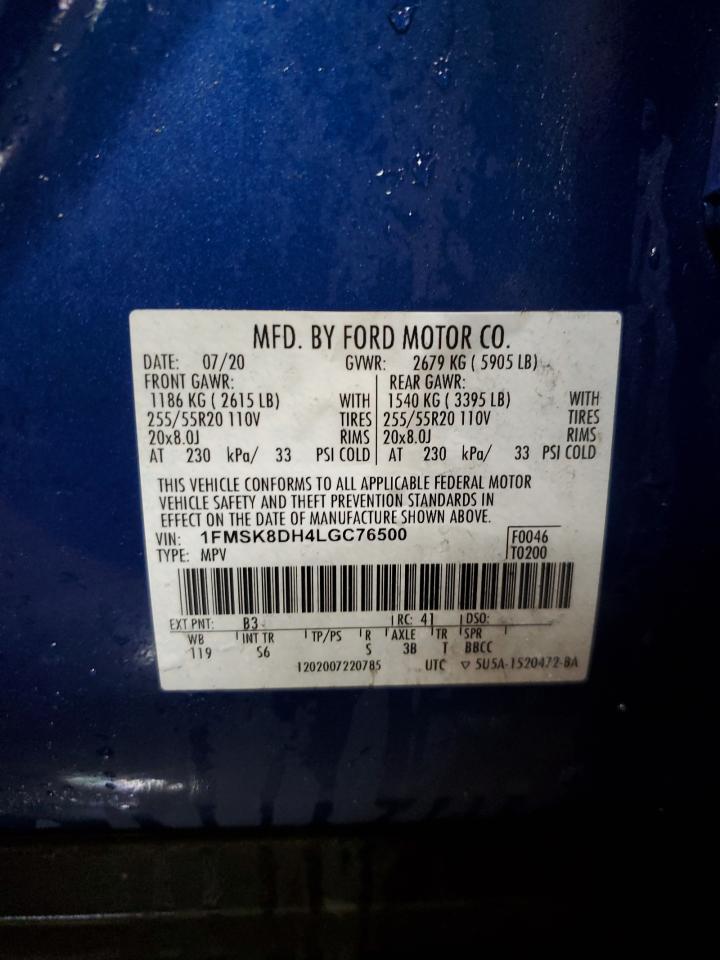 MFD. BY FORD MOTOR CO.
DATE: 07/20 GVWR: 2679 KG ( 5905 LB)
FRONT GAWR: REAR GAWR:
1186 KG ( 2615 LB) WITH 1540 KG ( 3395 LB) WITH
255/55R20 110V TIRES 255/55R20 110V TIRES
20x8.0J RIMS 20x8.0J RIMS
AT 230 kPa/ 33 PSI COLD AT 230 kPa/ 33 PSI COLD
THIS VEHICLE CONFORMS TO ALL APPLICABLE FEDERAL MOTOR
VEHICLE SAFETY AND THEFT PREVENTION STANDARDS IN
EFFECT ON THE DATE OF MANUFACTURE SHOWN ABOVE.
VIN: 1FMSK8DH4LGC76500 F0046
TYPE: MPV T0200
EXT PNT: B3 RC: 41 DSO:
WB INT TR TP/PS R AXLE TR SPR
119 S6 S 3B T BBCC
1202007220785 UTC ▽ 5U5A-1520472-BA